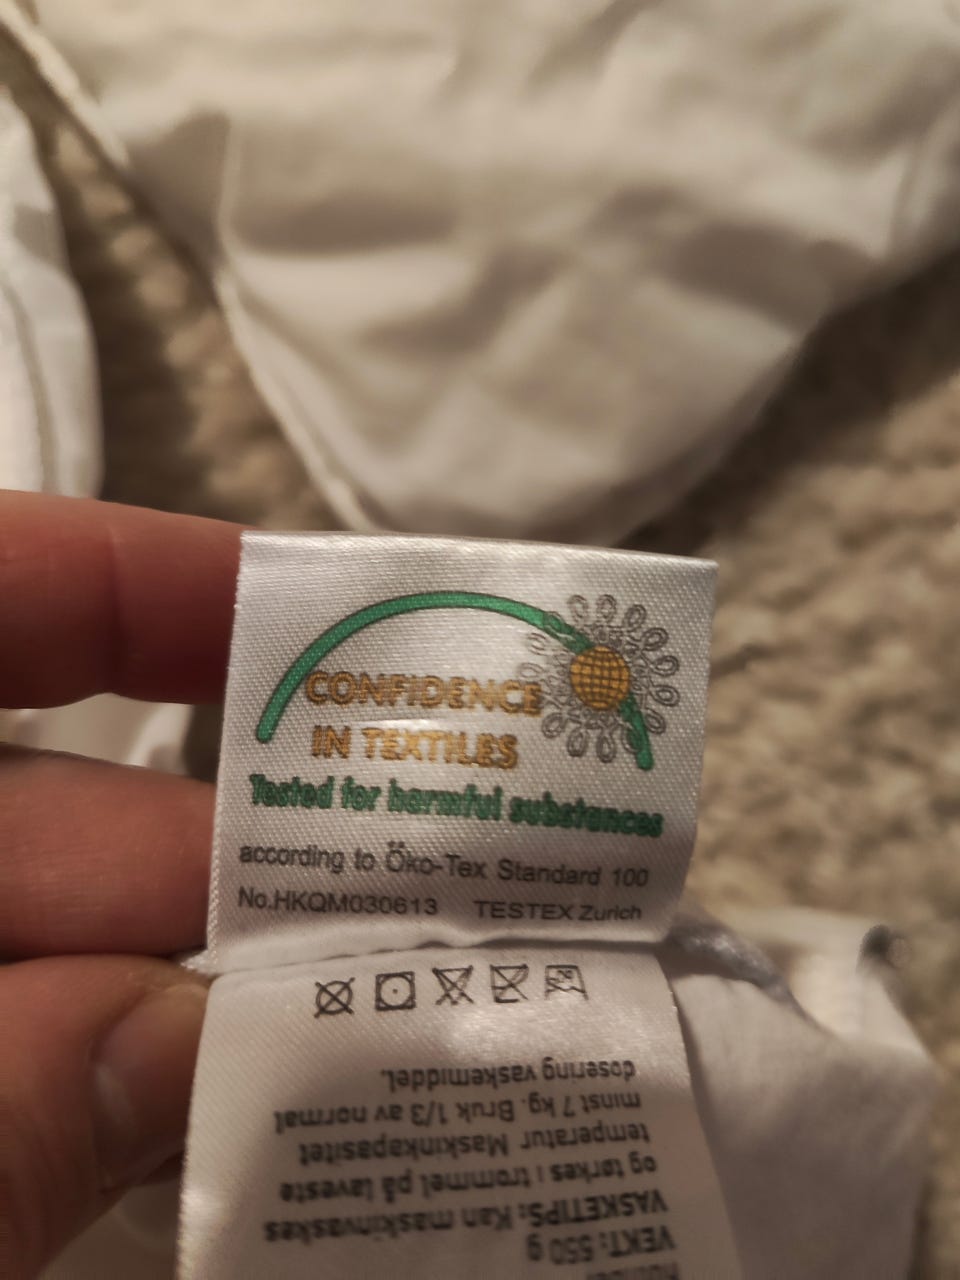 CONFIDENCE
IN TEXTILES
Tested for harmful substances
according to Öko-Tex Standard 100
No.HKQM030613 TESTEX Zurich
VEKT: 550 g
VASKETIPS: Kan maskinvaskes
og tørkes i trommel på laveste
temperatur Maskinkapasitet
minst 7 kg. Bruk 1/3 av normal
dosering vaskemiddel.